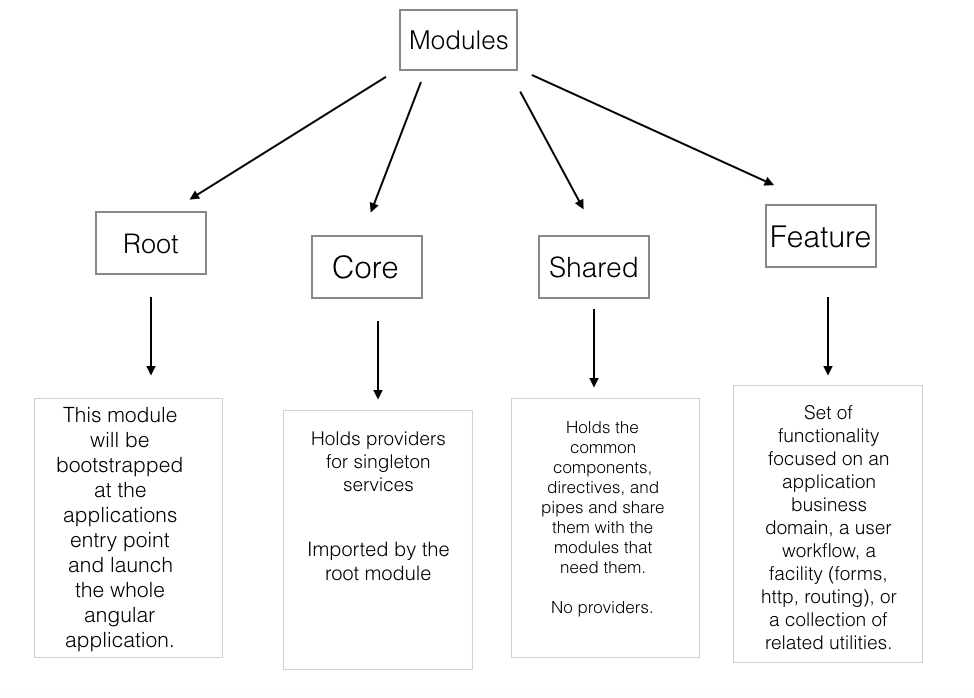 Modules
Root
Core
Shared
Feature
This module
will be
bootstrapped
at the
applications
entry point
and launch
the whole
angular
application.
Holds providers
for singleton
services
Imported by the
root module
Holds the
common
components,
directives, and
pipes and share
them with the
modules that
need them.
No providers.
Set of
functionality
focused on an
application
business
domain, a user
workflow, a
facility (forms,
http, routing), or
a collection of
related utilities.